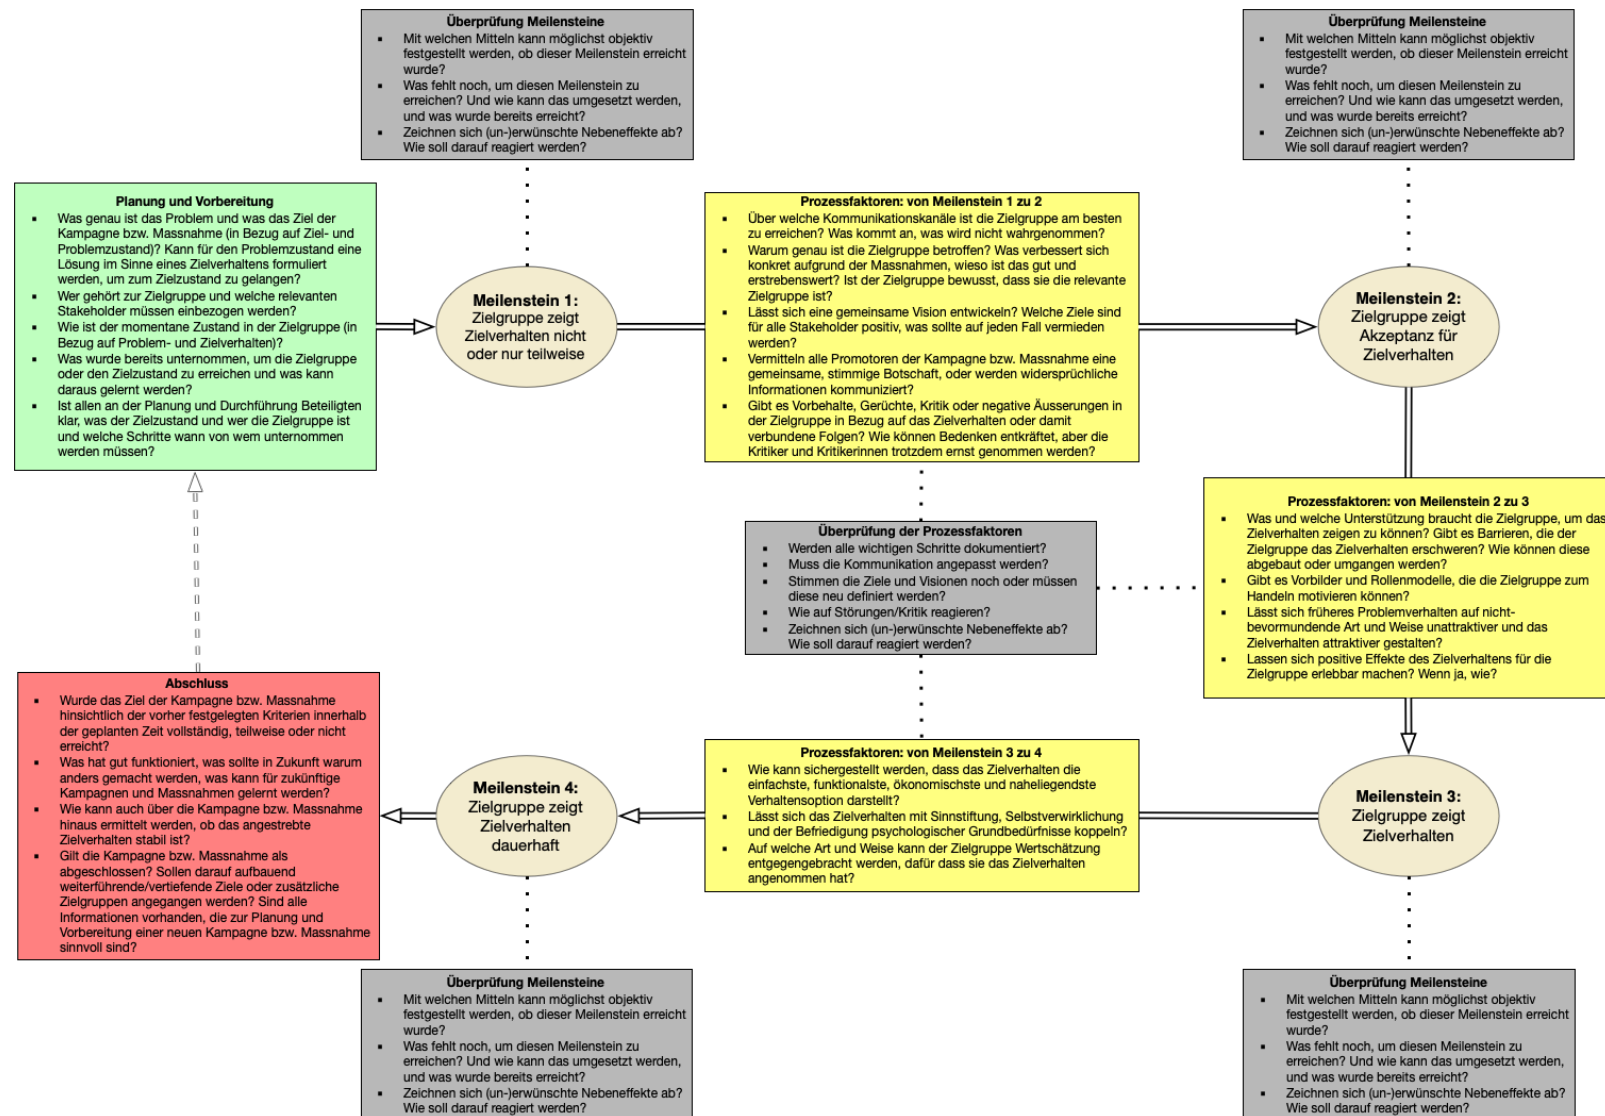 Überprüfung Meilensteine
▪ Mit welchen Mitteln kann möglichst objektiv
festgestellt werden, ob dieser Meilenstein erreicht
wurde?
▪ Was fehlt noch, um diesen Meilenstein zu
erreichen? Und wie kann das umgesetzt werden,
und was wurde bereits erreicht?
▪ Zeichnen sich (un-)erwünschte Nebeneffekte ab?
Wie soll darauf reagiert werden?
Überprüfung Meilensteine
▪ Mit welchen Mitteln kann möglichst objektiv
festgestellt werden, ob dieser Meilenstein erreicht
wurde?
▪ Was fehlt noch, um diesen Meilenstein zu
erreichen? Und wie kann das umgesetzt werden,
und was wurde bereits erreicht?
▪ Zeichnen sich (un-)erwünschte Nebeneffekte ab?
Wie soll darauf reagiert werden?
Planung und Vorbereitung
▪ Was genau ist das Problem und was das Ziel der
Kampagne bzw. Massnahme (in Bezug auf Ziel- und
Problemzustand)? Kann für den Problemzustand eine
Lösung im Sinne eines Zielverhaltens formuliert
werden, um zum Zielzustand zu gelangen?
▪ Wer gehört zur Zielgruppe und welche relevanten
Stakeholder müssen einbezogen werden?
▪ Wie ist der momentane Zustand in der Zielgruppe (in
Bezug auf Problem- und Zielverhalten)?
▪ Was wurde bereits unternommen, um die Zielgruppe
oder den Zielzustand zu erreichen und was kann
daraus gelernt werden?
▪ Ist allen an der Planung und Durchführung Beteiligten
klar, was der Zielzustand und wer die Zielgruppe ist
und welche Schritte wann von wem unternommen
werden müssen?
Meilenstein 1:
Zielgruppe zeigt
Zielverhalten nicht
oder nur teilweise
Prozessfaktoren: von Meilenstein 1 zu 2
▪ Über welche Kommunikationskanäle ist die Zielgruppe am besten
zu erreichen? Was kommt an, was wird nicht wahrgenommen?
▪ Warum genau ist die Zielgruppe betroffen? Was verbessert sich
konkret aufgrund der Massnahmen, wieso ist das gut und
erstrebenswert? Ist der Zielgruppe bewusst, dass sie die relevante
Zielgruppe ist?
▪ Lässt sich eine gemeinsame Vision entwickeln? Welche Ziele sind
für alle Stakeholder positiv, was sollte auf jeden Fall vermieden
werden?
▪ Vermitteln alle Promotoren der Kampagne bzw. Massnahme eine
gemeinsame, stimmige Botschaft, oder werden widersprüchliche
Informationen kommuniziert?
▪ Gibt es Vorbehalte, Gerüchte, Kritik oder negative Äusserungen in
der Zielgruppe in Bezug auf das Zielverhalten oder damit
verbundene Folgen? Wie können Bedenken entkräftet, aber die
Kritiker und Kritikerinnen trotzdem ernst genommen werden?
Meilenstein 2:
Zielgruppe zeigt
Akzeptanz für
Zielverhalten
Prozessfaktoren: von Meilenstein 2 zu 3
▪ Was und welche Unterstützung braucht die Zielgruppe, um das
Zielverhalten zeigen zu können? Gibt es Barrieren, die der
Zielgruppe das Zielverhalten erschweren? Wie können diese
abgebaut oder umgangen werden?
▪ Gibt es Vorbilder und Rollenmodelle, die die Zielgruppe zum
Handeln motivieren können?
▪ Lässt sich früheres Problemverhalten auf nicht-
bevormundende Art und Weise unattraktiver und das
Zielverhalten attraktiver gestalten?
▪ Lassen sich positive Effekte des Zielverhaltens für die
Zielgruppe erlebbar machen? Wenn ja, wie?
Überprüfung der Prozessfaktoren
▪ Werden alle wichtigen Schritte dokumentiert?
▪ Muss die Kommunikation angepasst werden?
▪ Stimmen die Ziele und Visionen noch oder müssen
diese neu definiert werden?
▪ Wie auf Störungen/Kritik reagieren?
▪ Zeichnen sich (un-)erwünschte Nebeneffekte ab?
Wie soll darauf reagiert werden?
Abschluss
▪ Wurde das Ziel der Kampagne bzw. Massnahme
hinsichtlich der vorher festgelegten Kriterien innerhalb
der geplanten Zeit vollständig, teilweise oder nicht
erreicht?
▪ Was hat gut funktioniert, was sollte in Zukunft warum
anders gemacht werden, was kann für zukünftige
Kampagnen und Massnahmen gelernt werden?
▪ Wie kann auch über die Kampagne bzw. Massnahme
hinaus ermittelt werden, ob das angestrebte
Zielverhalten stabil ist?
▪ Gilt die Kampagne bzw. Massnahme als
abgeschlossen? Sollen darauf aufbauend
weiterführende/vertiefende Ziele oder zusätzliche
Zielgruppen angegangen werden? Sind alle
Informationen vorhanden, die zur Planung und
Vorbereitung einer neuen Kampagne bzw. Massnahme
sinnvoll sind?
Meilenstein 4:
Zielgruppe zeigt
Zielverhalten
dauerhaft
Prozessfaktoren: von Meilenstein 3 zu 4
▪ Wie kann sichergestellt werden, dass das Zielverhalten die
einfachste, funktionalste, ökonomischste und naheliegendste
Verhaltensoption darstellt?
▪ Lässt sich das Zielverhalten mit Sinnstiftung, Selbstverwirklichung
und der Befriedigung psychologischer Grundbedürfnisse koppeln?
▪ Auf welche Art und Weise kann der Zielgruppe Wertschätzung
entgegengebracht werden, dafür dass sie das Zielverhalten
angenommen hat?
Meilenstein 3:
Zielgruppe zeigt
Zielverhalten
Überprüfung Meilensteine
▪ Mit welchen Mitteln kann möglichst objektiv
festgestellt werden, ob dieser Meilenstein erreicht
wurde?
▪ Was fehlt noch, um diesen Meilenstein zu
erreichen? Und wie kann das umgesetzt werden,
und was wurde bereits erreicht?
▪ Zeichnen sich (un-)erwünschte Nebeneffekte ab?
Wie soll darauf reagiert werden?
Überprüfung Meilensteine
▪ Mit welchen Mitteln kann möglichst objektiv
festgestellt werden, ob dieser Meilenstein erreicht
wurde?
▪ Was fehlt noch, um diesen Meilenstein zu
erreichen? Und wie kann das umgesetzt werden,
und was wurde bereits erreicht?
▪ Zeichnen sich (un-)erwünschte Nebeneffekte ab?
Wie soll darauf reagiert werden?